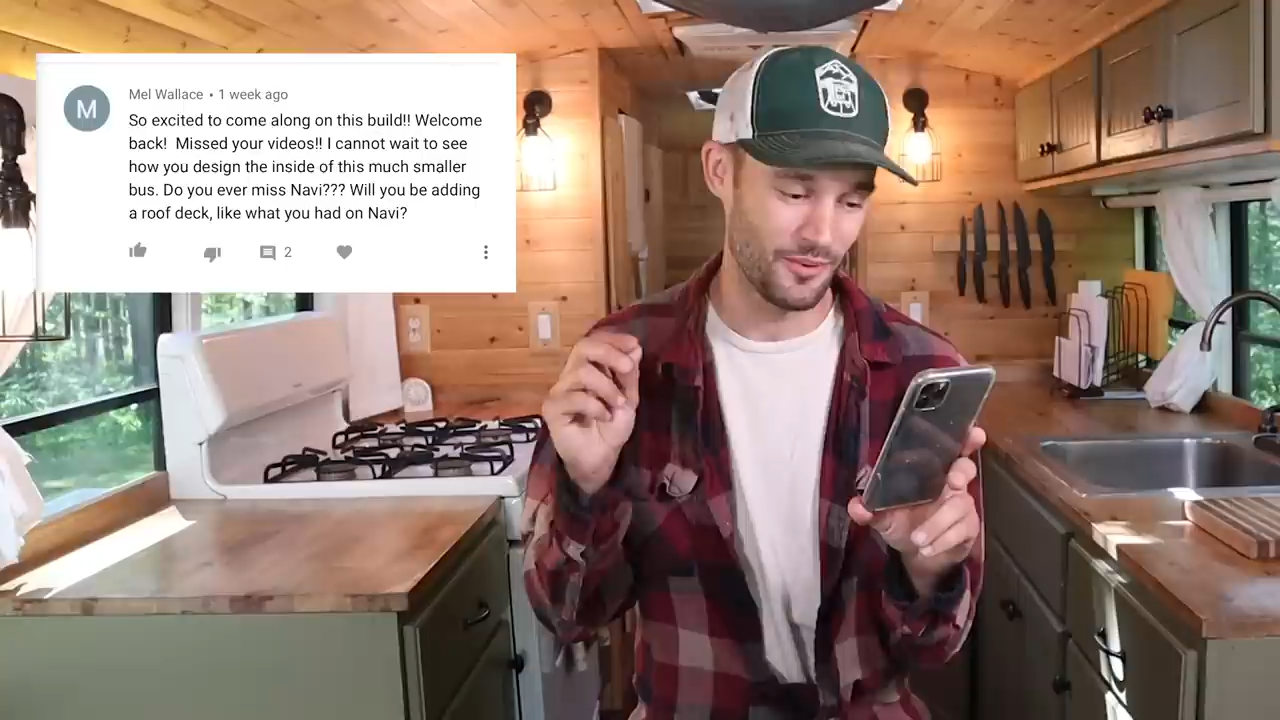 M
Mel Wallace • 1 week ago
So excited to come along on this build!! Welcome
back!  Missed your videos!! I cannot wait to see
how you design the inside of this much smaller
bus. Do you ever miss Navi??? Will you be adding
a roof deck, like what you had on Navi?
2